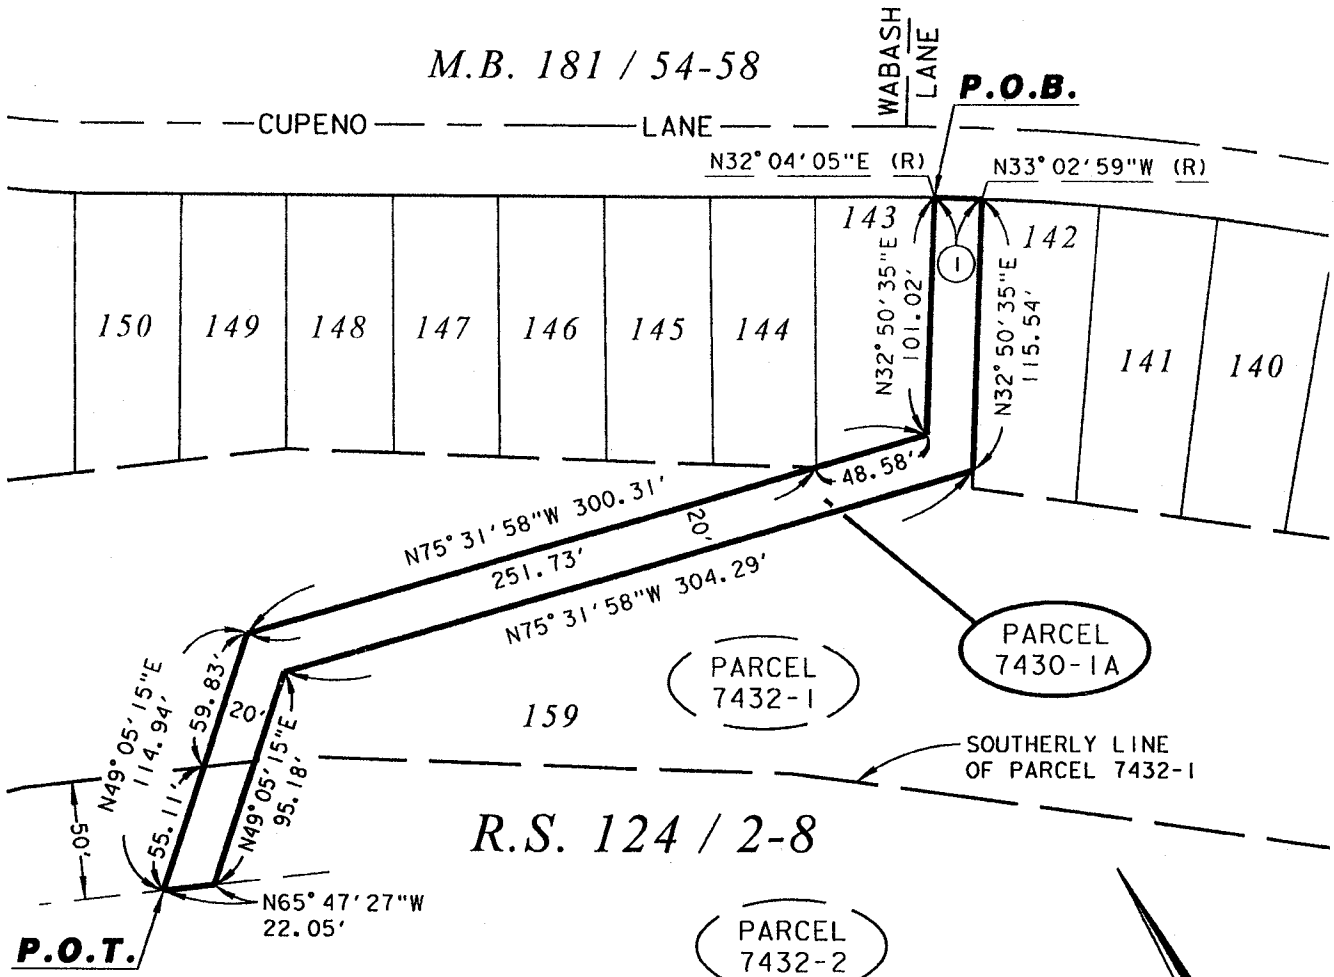 M.B. 181 / 54-58
WABASH
LANE
P.O.B.
CUPENO LANE
N32°04'05"E (R)
N33°02'59"W (R)
143
142
1
N32°50'35"E
101.02'
N32°50'35"E
115.54'
150
149
148
147
146
145
144
141
140
48.58'
N75°31'58"W 300.31'
20'
251.73'
N75°31'58"W 304.29'
PARCEL
7430-1A
PARCEL
7432-1
N49°05'15"E
114.94'
59.83'
20'
159
SOUTHERLY LINE
OF PARCEL 7432-1
N49°05'15"E
95.18'
55.11'
50'
R.S. 124 / 2-8
N65°47'27"W
22.05'
P.O.T.
PARCEL
7432-2